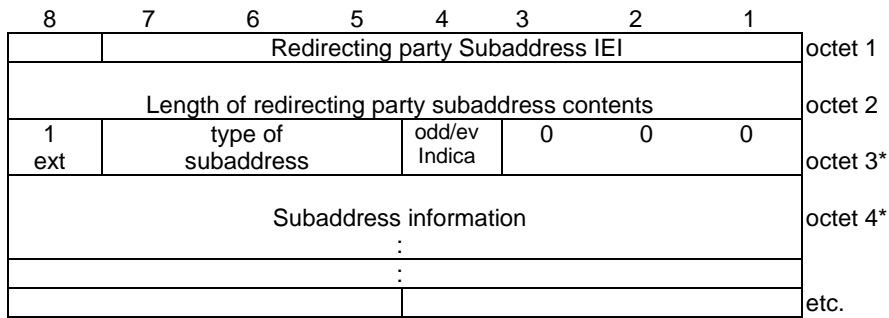 8 7 6 5 4 3 2 1
Redirecting party Subaddress IEI octet 1
Length of redirecting party subaddress contents octet 2
1 type of odd/ev 0 0 0
ext subaddress Indica octet 3*
Subaddress information octet 4*
:
:
etc.